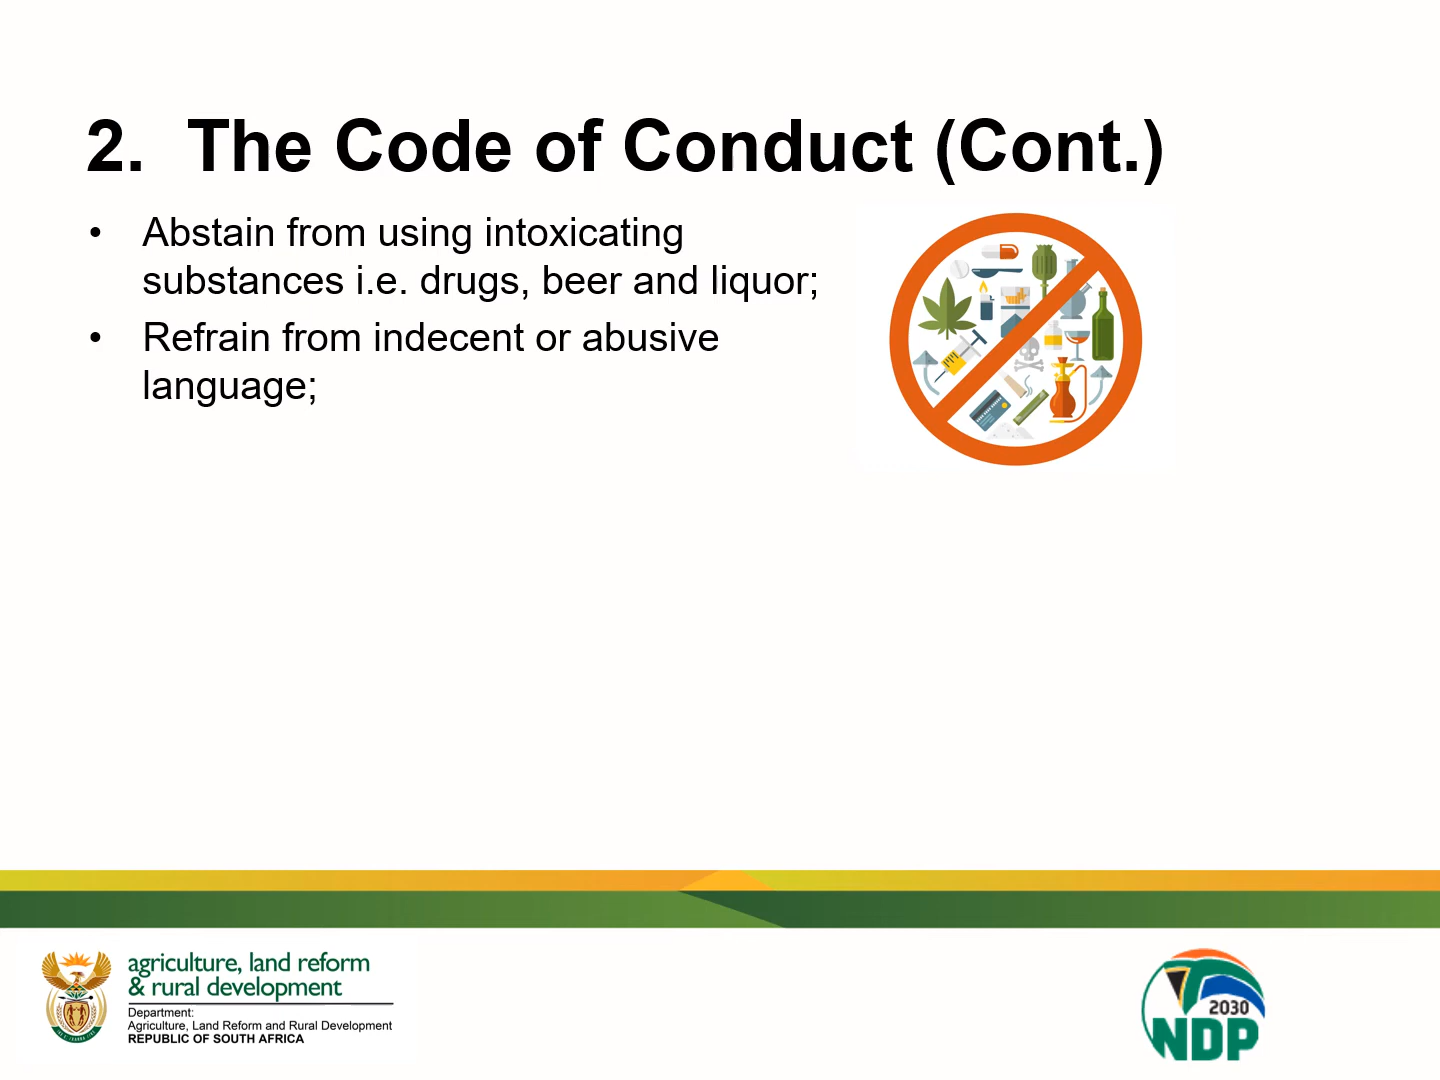 2. The Code of Conduct (Cont.)
• Abstain from using intoxicating
substances i.e. drugs, beer and liquor;
• Refrain from indecent or abusive
language;
agriculture, land reform
& rural development
Department:
Agriculture, Land Reform and Rural Development
REPUBLIC OF SOUTH AFRICA
2030
NDP